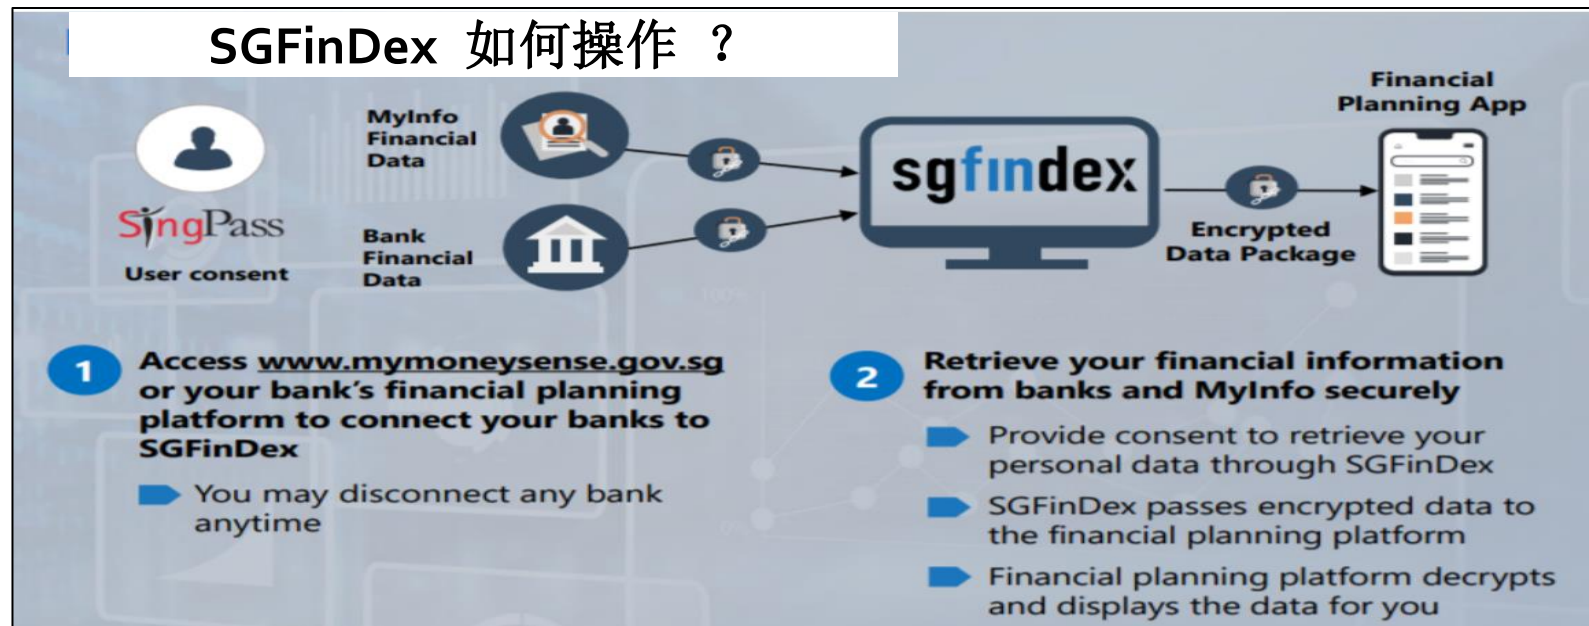 SGFinDex 如何操作 ？
MyInfo
Financial
Data
Financial
Planning App
sgfindex
SingPass
User consent
Bank
Financial
Data
Encrypted
Data Package
100%
0%
1
Access www.mymoneysense.gov.sg
or your bank's financial planning
platform to connect your banks to
SGFinDex
You may disconnect any bank
anytime
2
Retrieve your financial information
from banks and MyInfo securely
Provide consent to retrieve your
personal data through SGFinDex
SGFinDex passes encrypted data to
the financial planning platform
Financial planning platform decrypts
and displays the data for you